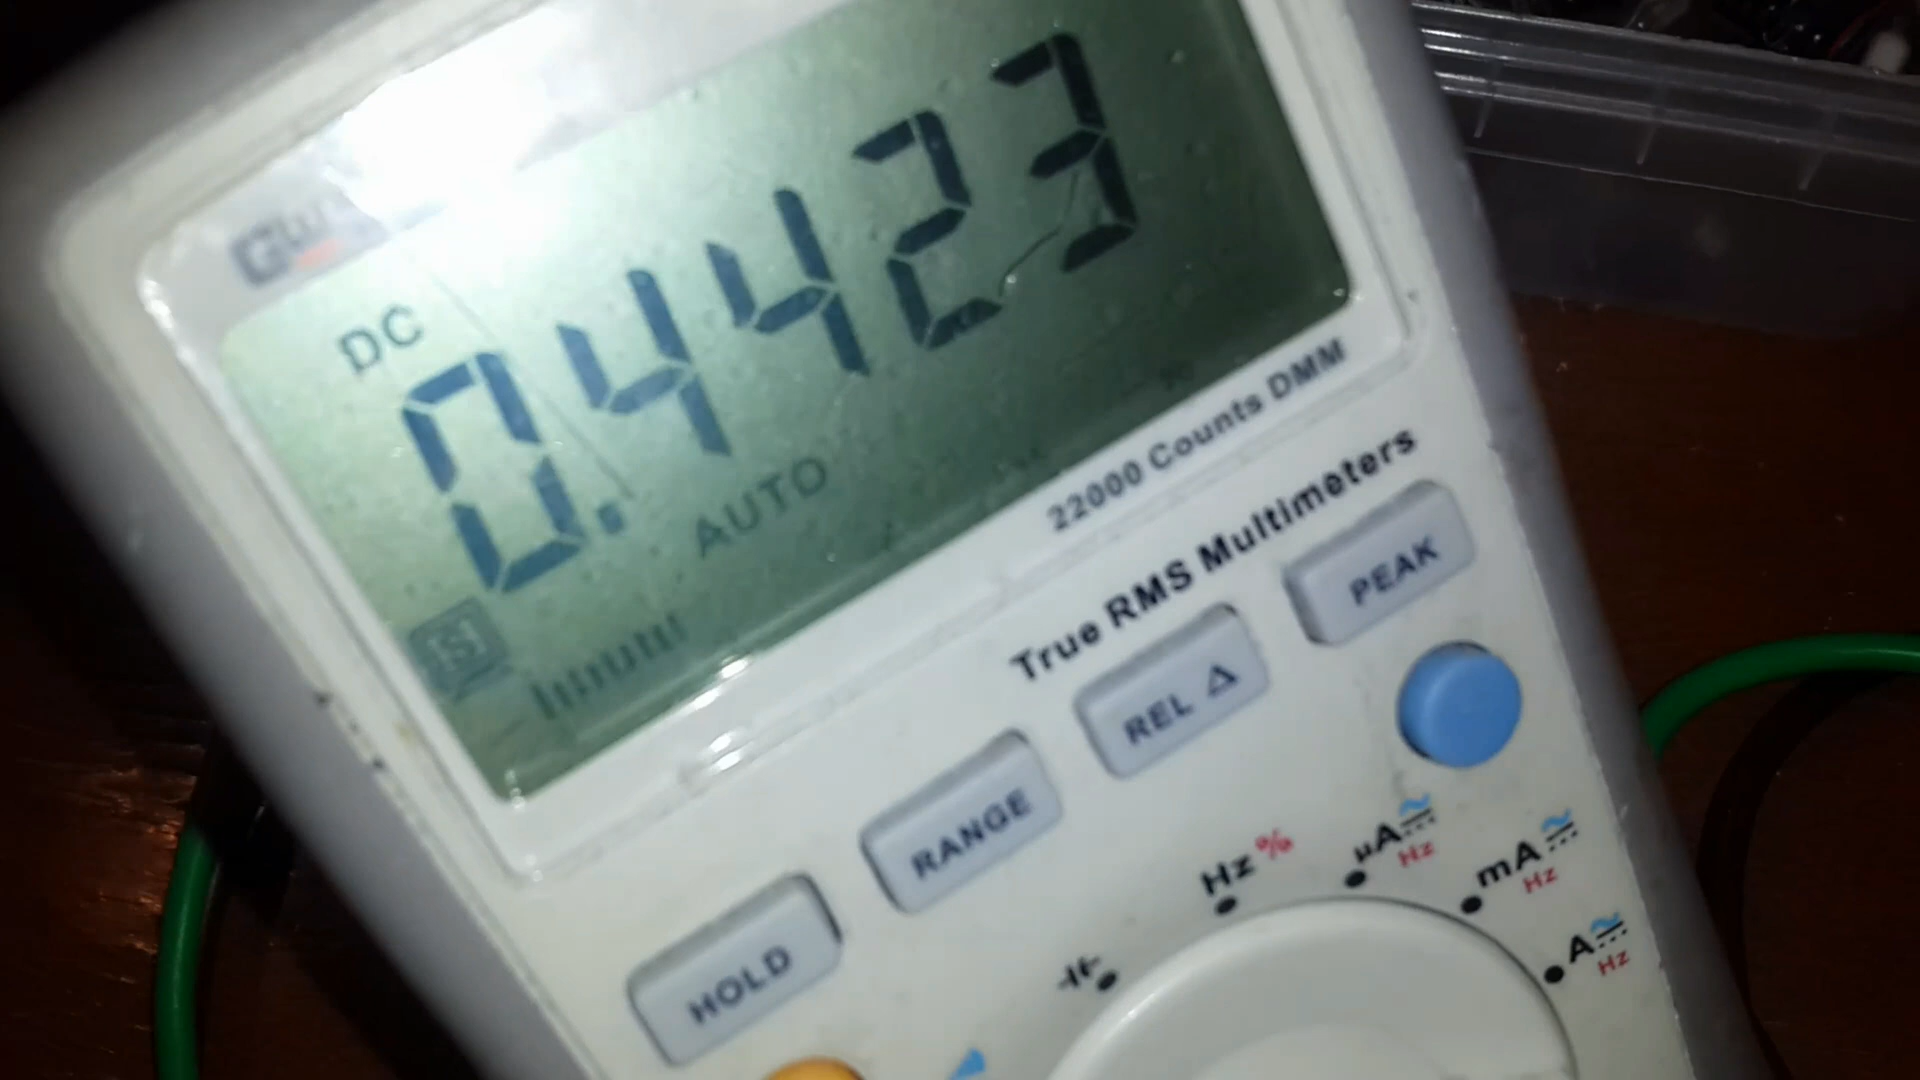 DC
0.4423
AUTO
S
22000 Counts DMM
True RMS Multimeters
PEAK
REL △
RANGE
HOLD
Hz %
µA Hz
mA Hz
A Hz